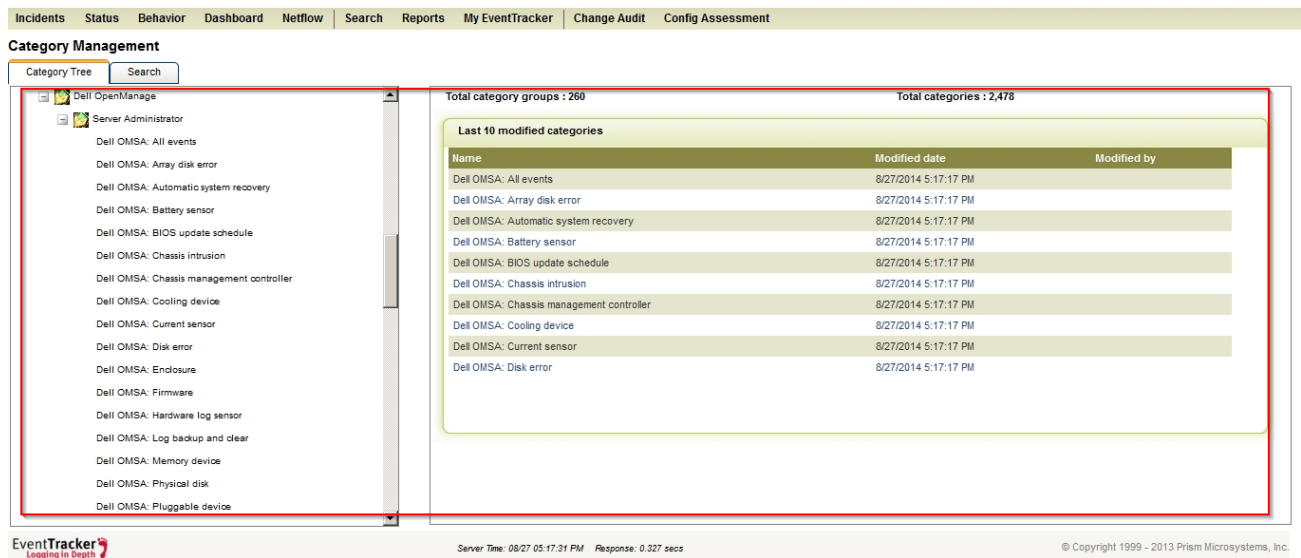 Incidents Status Behavior Dashboard Netflow Search Reports My EventTracker Change Audit Config Assessment
Category Management
Category Tree Search
Dell OpenManage
Server Administrator
Dell OMSA: All events
Dell OMSA: Array disk error
Dell OMSA: Automatic system recovery
Dell OMSA: Battery sensor
Dell OMSA: BIOS update schedule
Dell OMSA: Chassis intrusion
Dell OMSA: Chassis management controller
Dell OMSA: Cooling device
Dell OMSA: Current sensor
Dell OMSA: Disk error
Dell OMSA: Enclosure
Dell OMSA: Firmware
Dell OMSA: Hardware log sensor
Dell OMSA: Log backup and clear
Dell OMSA: Memory device
Dell OMSA: Physical disk
Dell OMSA: Pluggable device
Total category groups : 260 Total categories : 2,478
Last 10 modified categories
Name Modified date Modified by
Dell OMSA: All events 8/27/2014 5:17:17 PM
Dell OMSA: Array disk error 8/27/2014 5:17:17 PM
Dell OMSA: Automatic system recovery 8/27/2014 5:17:17 PM
Dell OMSA: Battery sensor 8/27/2014 5:17:17 PM
Dell OMSA: BIOS update schedule 8/27/2014 5:17:17 PM
Dell OMSA: Chassis intrusion 8/27/2014 5:17:17 PM
Dell OMSA: Chassis management controller 8/27/2014 5:17:17 PM
Dell OMSA: Cooling device 8/27/2014 5:17:17 PM
Dell OMSA: Current sensor 8/27/2014 5:17:17 PM
Dell OMSA: Disk error 8/27/2014 5:17:17 PM
EventTracker
Logging in Depth
Server Time: 08/27 05:17:31 PM Response: 0.327 secs
© Copyright 1999 - 2013 Prism Microsystems, Inc.